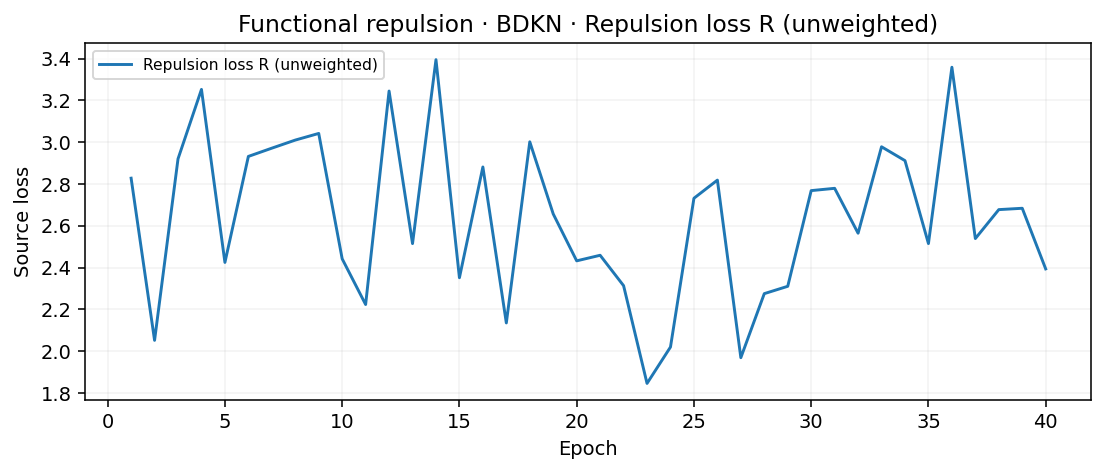 Functional repulsion · BDKN · Repulsion loss R (unweighted)
Repulsion loss R (unweighted)
Source loss
3.4
3.2
3.0
2.8
2.6
2.4
2.2
2.0
1.8
0 5 10 15 20 25 30 35 40
Epoch